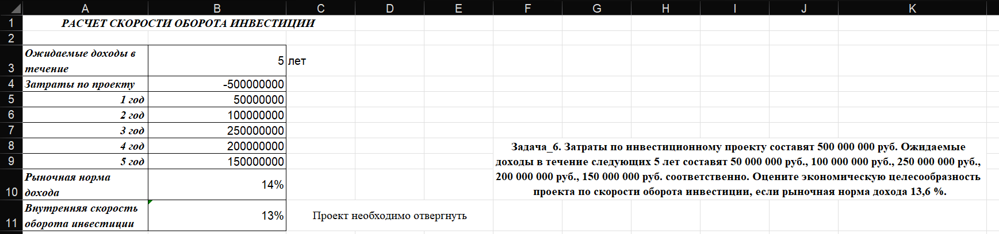 A B C D E F G H I J K
1 РАСЧЕТ СКОРОСТИ ОБОРОТА ИНВЕСТИЦИИ
2
Ожидаемые доходы в
3 течение 5 лет
4 Затраты по проекту -500000000
5 1 год 50000000
6 2 год 100000000
7 3 год 250000000
8 4 год 200000000
9 5 год 150000000
Рыночная норма
10 дохода 14%
Внутренняя скорость
11 оборота инвестиции 13% Проект необходимо отвергнуть
Задача_6. Затраты по инвестиционному проекту составят 500 000 000 руб. Ожидаемые
доходы в течение следующих 5 лет составят 50 000 000 руб., 100 000 000 руб., 250 000 000 руб.,
200 000 000 руб., 150 000 000 руб. соответственно. Оцените экономическую целесообразность
проекта по скорости оборота инвестиции, если рыночная норма дохода 13,6 %.